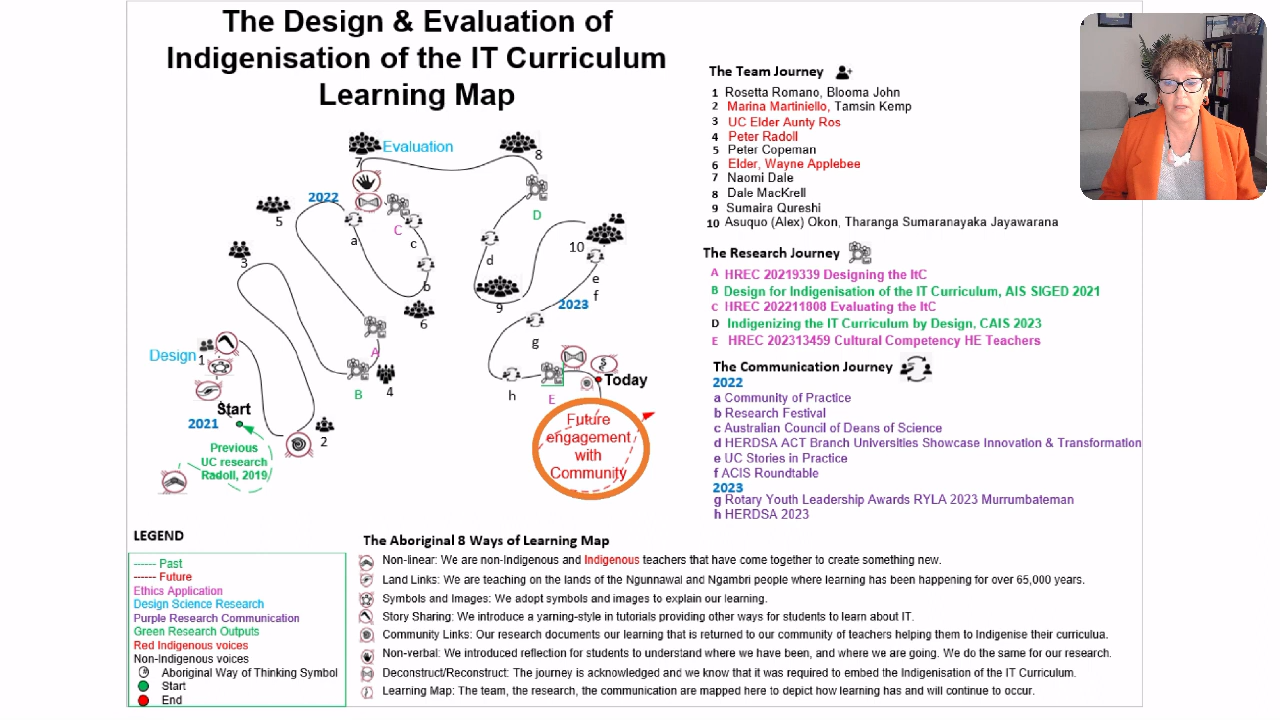 The Design & Evaluation of
Indigenisation of the IT Curriculum
Learning Map
Evaluation
7
8
2022
5
a
C
c
D
3
b
6
d
9
10
e
f
2023
g
Design
1
A
B
4
h
E
Today
Start
2021
2
Previous
UC research
Radoll, 2019
Future
engagement
with
Community
The Team Journey
1 Rosetta Romano, Blooma John
2 Marina Martiniello, Tamsin Kemp
3 UC Elder Aunty Ros
4 Peter Radoll
5 Peter Copeman
6 Elder, Wayne Applebee
7 Naomi Dale
8 Dale MacKrell
9 Sumaira Qureshi
10 Asuquo (Alex) Okon, Tharanga Sumaranayaka Jayawarana
The Research Journey
A HREC 20219339 Designing the ItC
B Design for Indigenisation of the IT Curriculum, AIS SIGED 2021
C HREC 202211808 Evaluating the ItC
D Indigenizing the IT Curriculum by Design, CAIS 2023
E HREC 202313459 Cultural Competency HE Teachers
The Communication Journey
2022
a Community of Practice
b Research Festival
c Australian Council of Deans of Science
d HERDSA ACT Branch Universities Showcase Innovation & Transformation
e UC Stories in Practice
f ACIS Roundtable
2023
g Rotary Youth Leadership Awards RYLA 2023 Murrumbateman
h HERDSA 2023
LEGEND
------ Past
------ Future
Ethics Application
Design Science Research
Purple Research Communication
Green Research Outputs
Red Indigenous voices
Non-Indigenous voices
Aboriginal Way of Thinking Symbol
Start
End
The Aboriginal 8 Ways of Learning Map
Non-linear: We are non-Indigenous and Indigenous teachers that have come together to create something new.
Land Links: We are teaching on the lands of the Ngunnawal and Ngambri people where learning has been happening for over 65,000 years.
Symbols and Images: We adopt symbols and images to explain our learning.
Story Sharing: We introduce a yarning-style in tutorials providing other ways for students to learn about IT.
Community Links: Our research documents our learning that is returned to our community of teachers helping them to Indigenise their curriculua.
Non-verbal: We introduced reflection for students to understand where we have been, and where we are going. We do the same for our research.
Deconstruct/Reconstruct: The journey is acknowledged and we know that it was required to embed the Indigenisation of the IT Curriculum.
Learning Map: The team, the research, the communication are mapped here to depict how learning has and will continue to occur.